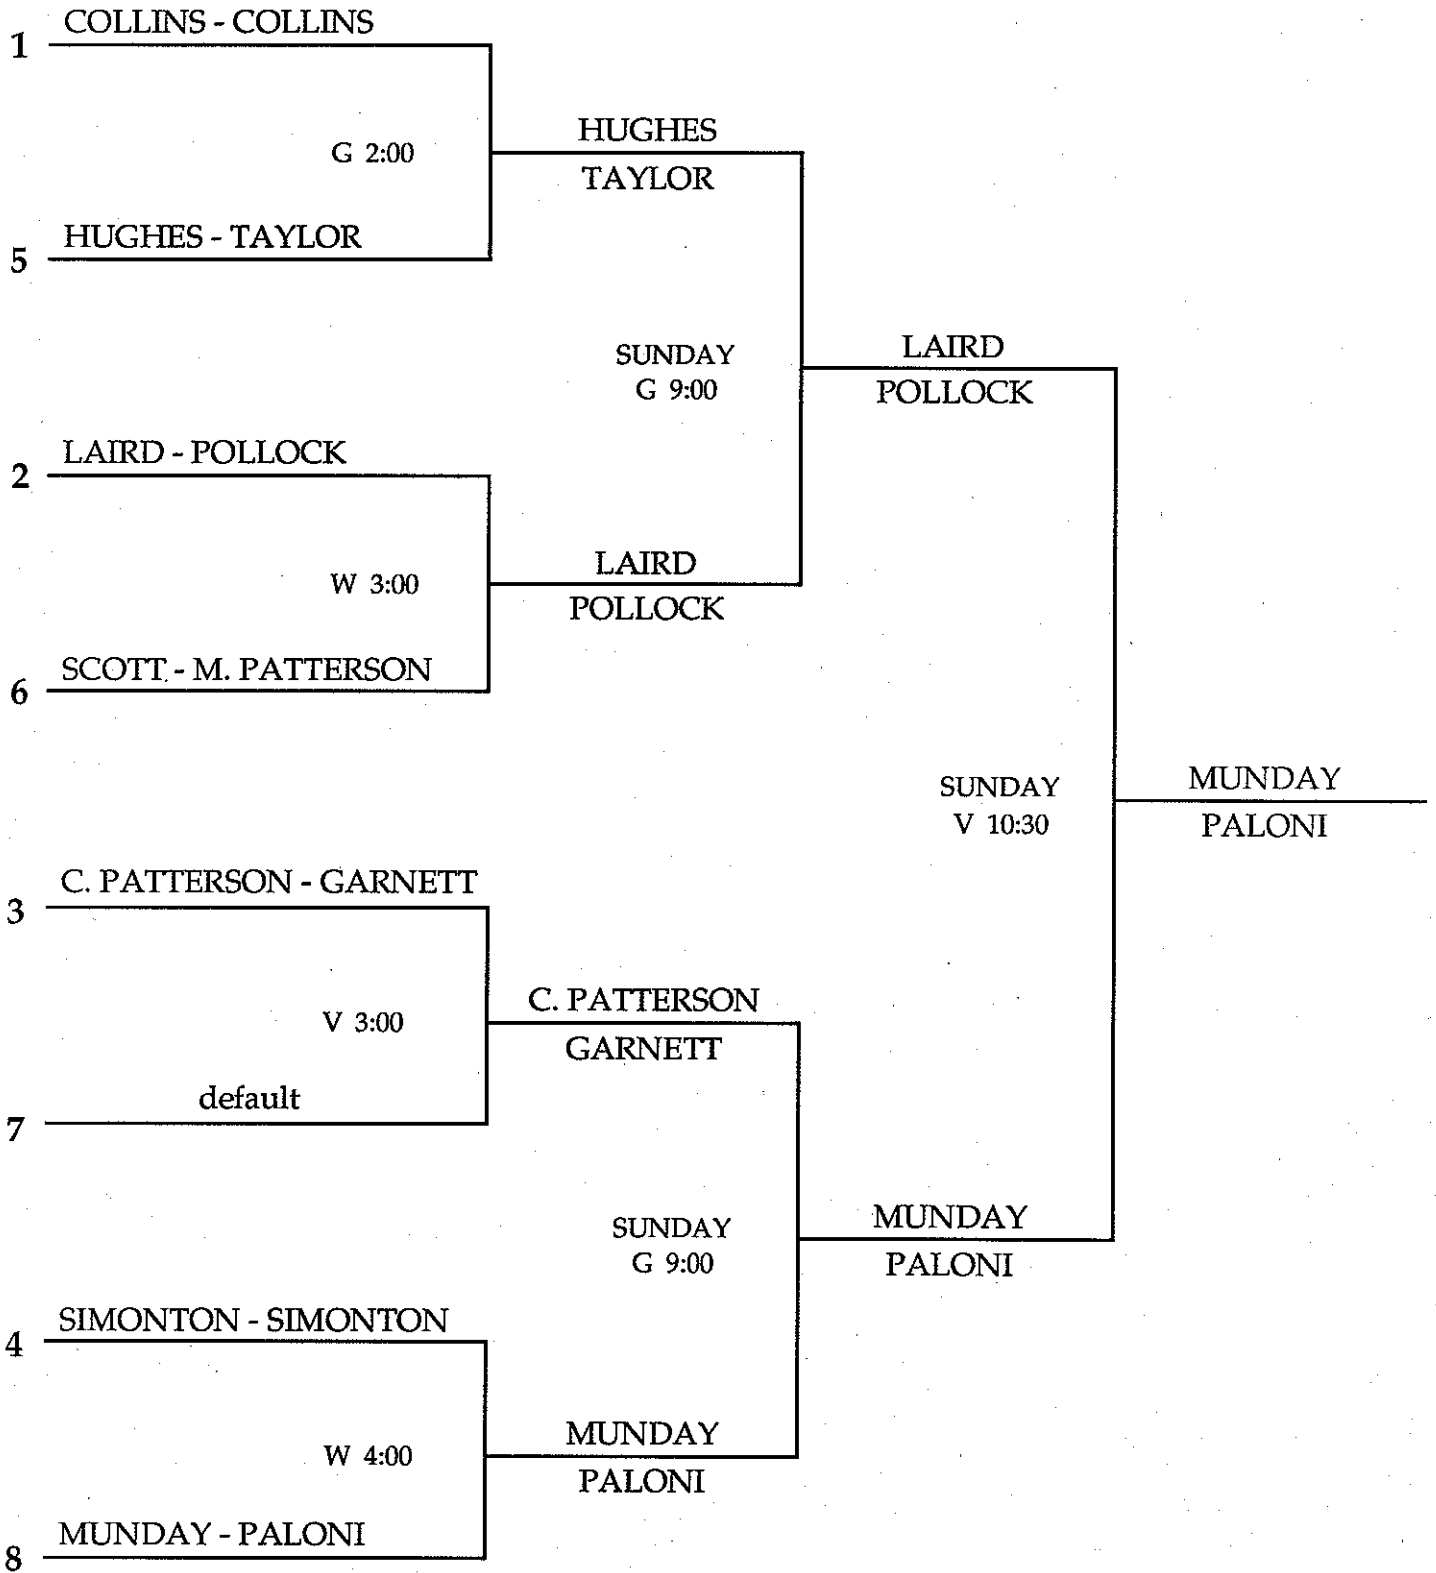 COLLINS - COLLINS
1
G 2:00
HUGHES
TAYLOR
HUGHES - TAYLOR
5
SUNDAY
G 9:00
LAIRD
POLLOCK
LAIRD - POLLOCK
2
W 3:00
LAIRD
POLLOCK
SCOTT - M. PATTERSON
6
SUNDAY
V 10:30
MUNDAY
PALONI
C. PATTERSON - GARNETT
3
V 3:00
C. PATTERSON
GARNETT
default
7
SUNDAY
G 9:00
MUNDAY
PALONI
SIMONTON - SIMONTON
4
W 4:00
MUNDAY
PALONI
MUNDAY - PALONI
8